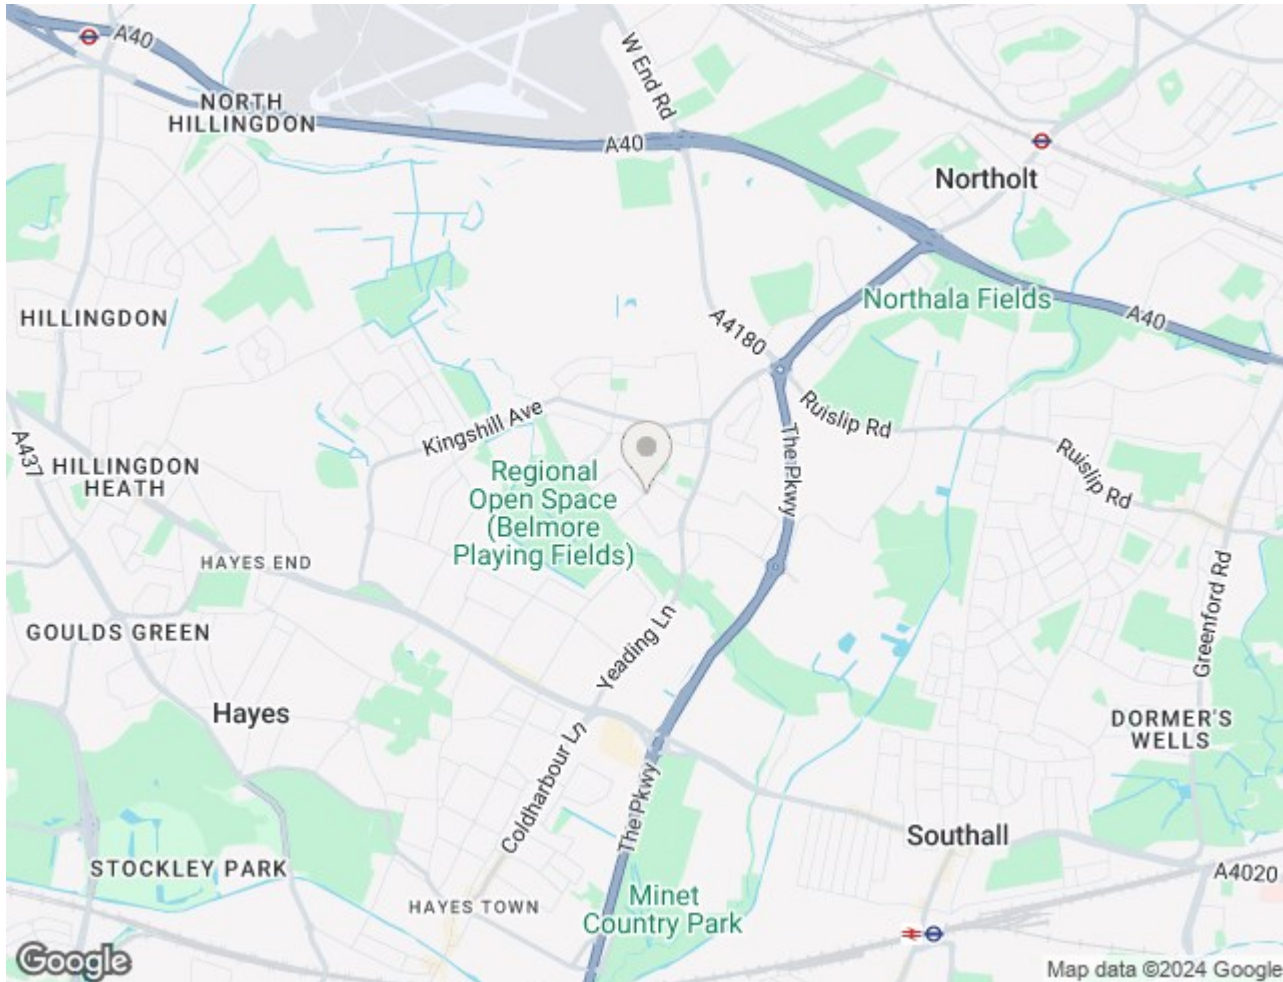 A40
W End Rd
NORTH
HILLINGDON
A40
Northolt
HILLINGDON
Northala Fields
A4180
A40
Kingshill Ave
Ruislip Rd
A437
The Pkwy
Ruislip Rd
HILLINGDON
HEATH
Regional
Open Space
(Belmore
Playing Fields)
HAYES END
Greenford Rd
GOULDS GREEN
Yeading Ln
Hayes
DORMER'S
WELLS
Coldharbour Ln
The Pkwy
Southall
STOCKLEY PARK
A4020
HAYES TOWN
Minet
Country Park
Google
Map data ©2024 Google